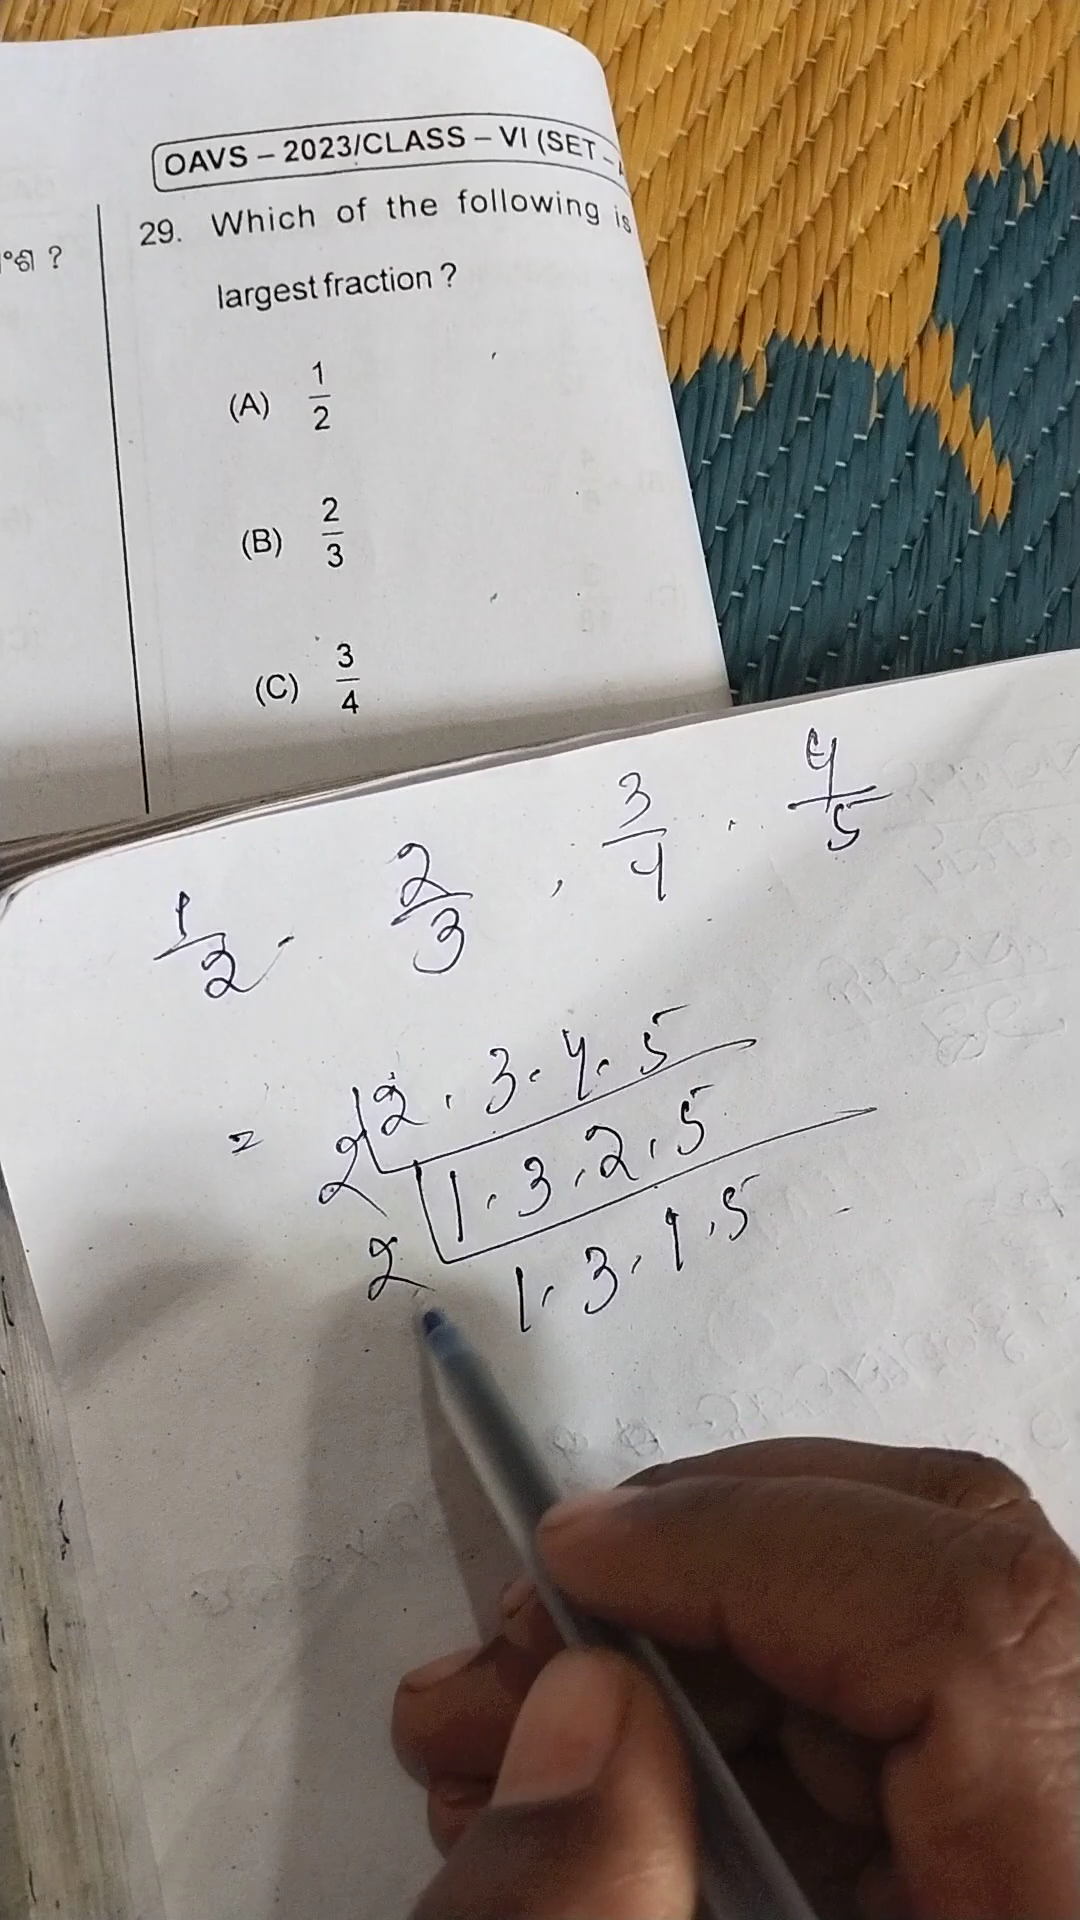 OAVS – 2023/CLASS – VI (SET –
?
29. Which of the following is
largest fraction ?
(A) 1/2
(B) 2/3
(C) 3/4
1/2 , 2/3 , 3/4 , 4/5
= 2 | 2 , 3 , 4 , 5
2 | 1 , 3 , 2 , 5
1 , 3 , 1 , 5